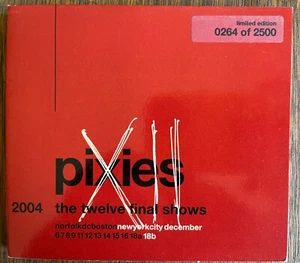 limited edition
0264 of 2500
pixies
XII
2004 the twelve final shows
norfolkdcbostonnewyorkcity december
6 7 8 9 11 12 13 14 15 16 18a 18b